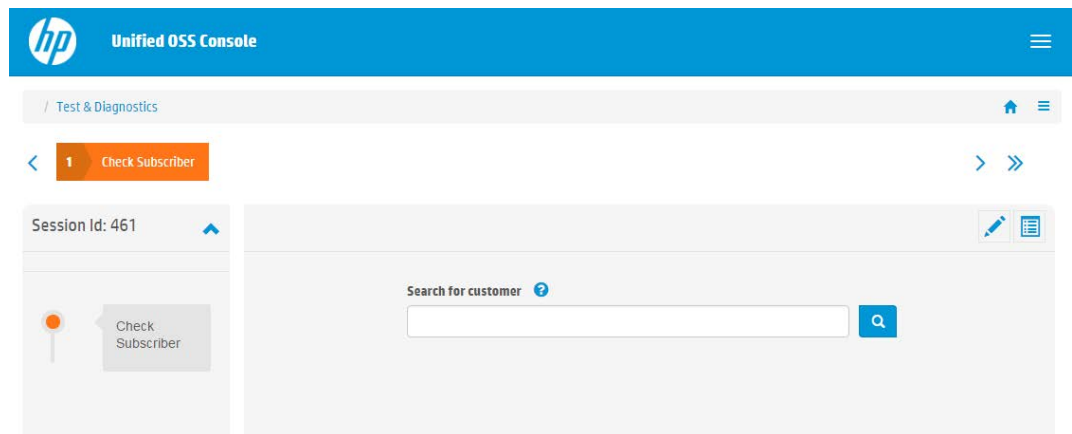 hp
Unified OSS Console
/ Test & Diagnostics
1 Check Subscriber
Session Id: 461
Search for customer
Check
Subscriber